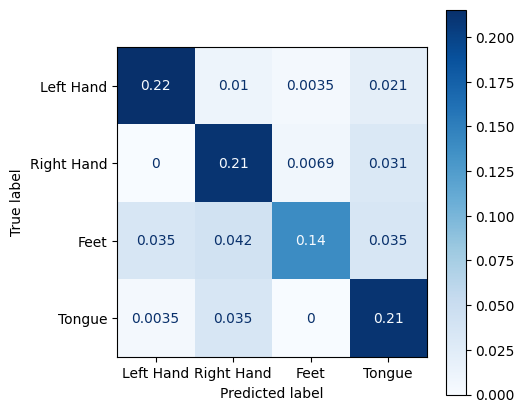 Left Hand 0.22 0.01 0.0035 0.021
Right Hand 0 0.21 0.0069 0.031
Feet 0.035 0.042 0.14 0.035
Tongue 0.0035 0.035 0 0.21
Left Hand Right Hand Feet Tongue
Predicted label
True label
0.200
0.175
0.150
0.125
0.100
0.075
0.050
0.025
0.000